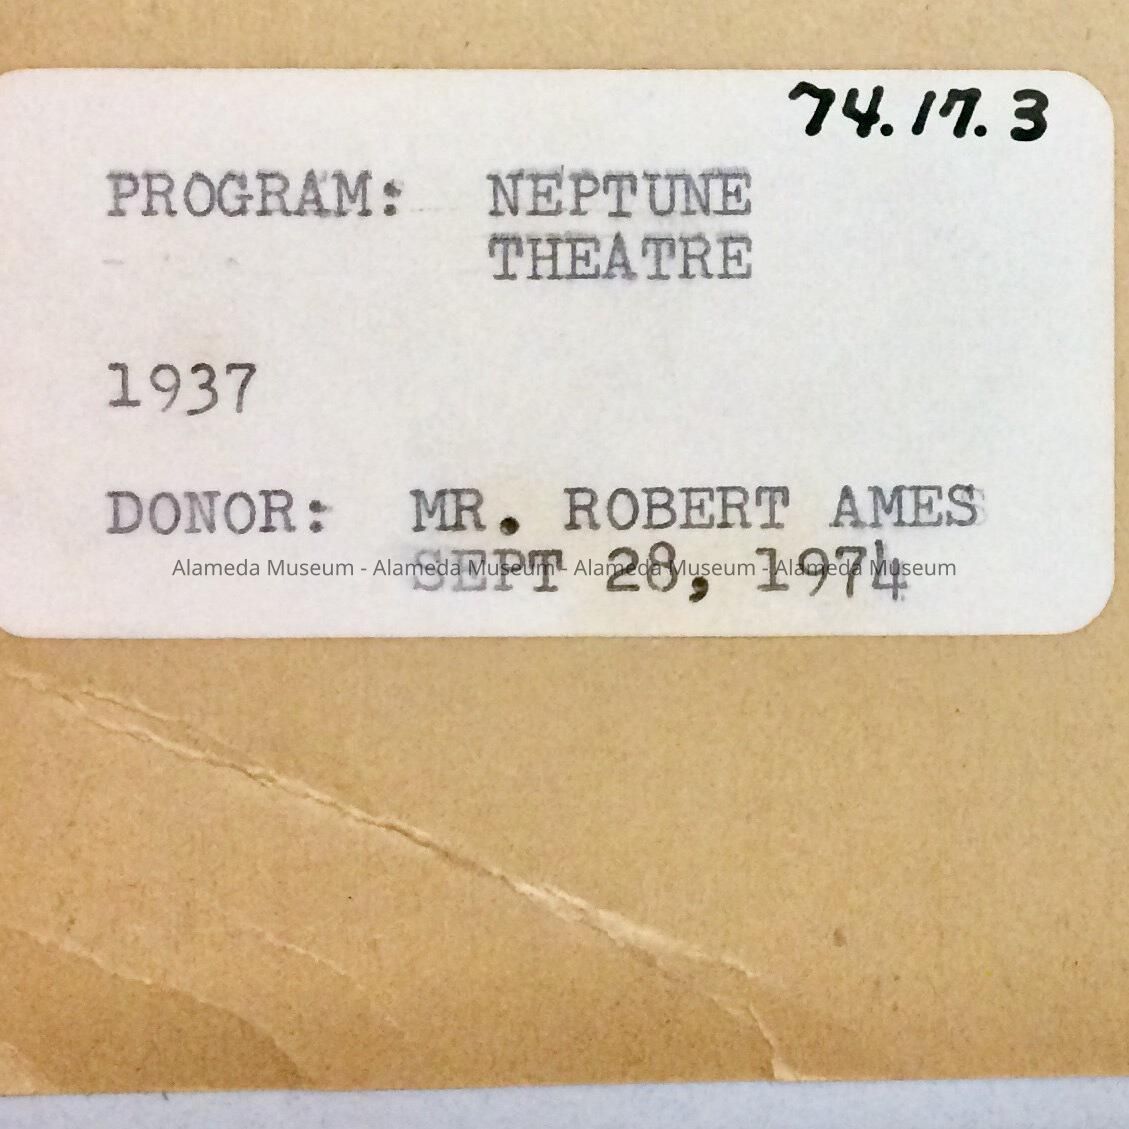 74.17.3
PROGRAM: NEPTUNE
THEATRE
1937
DONOR: MR. ROBERT AMES
SEPT 28, 1974
Alameda Museum - Alameda Museum - Alameda Museum - Alameda Museum